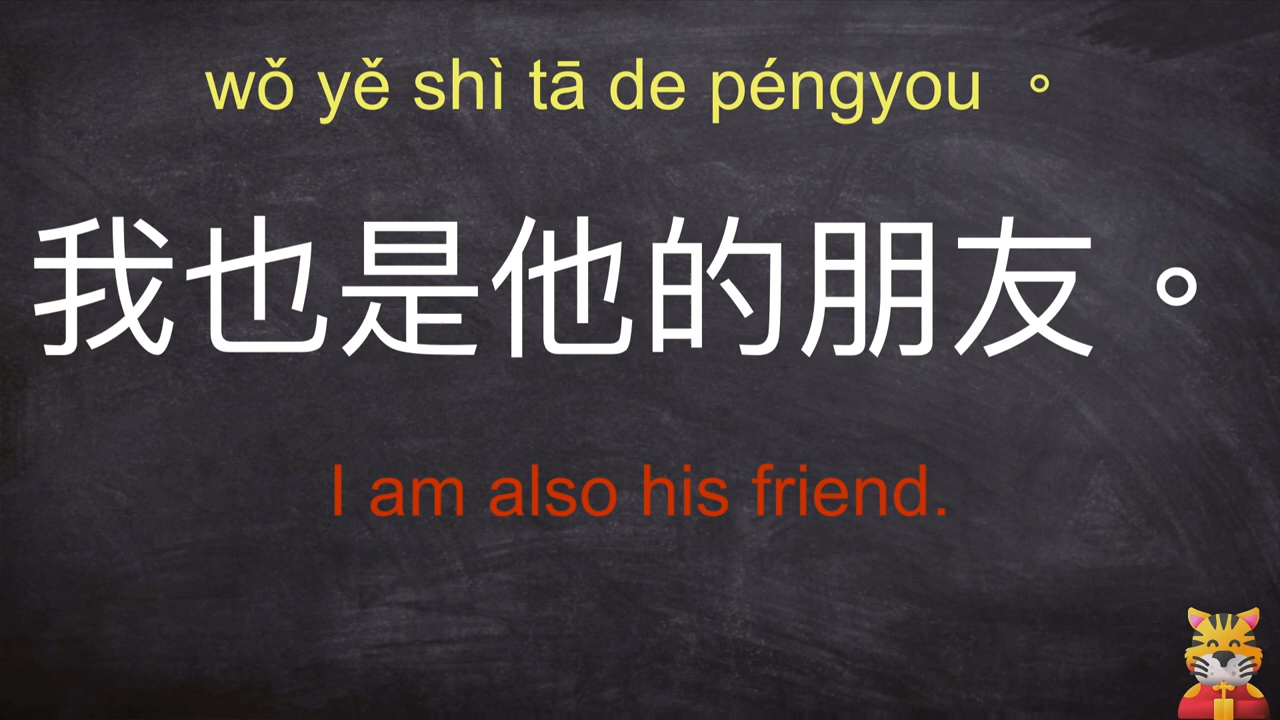 wǒ yě shì tā de péngyou 。
我也是他的朋友。
I am also his friend.